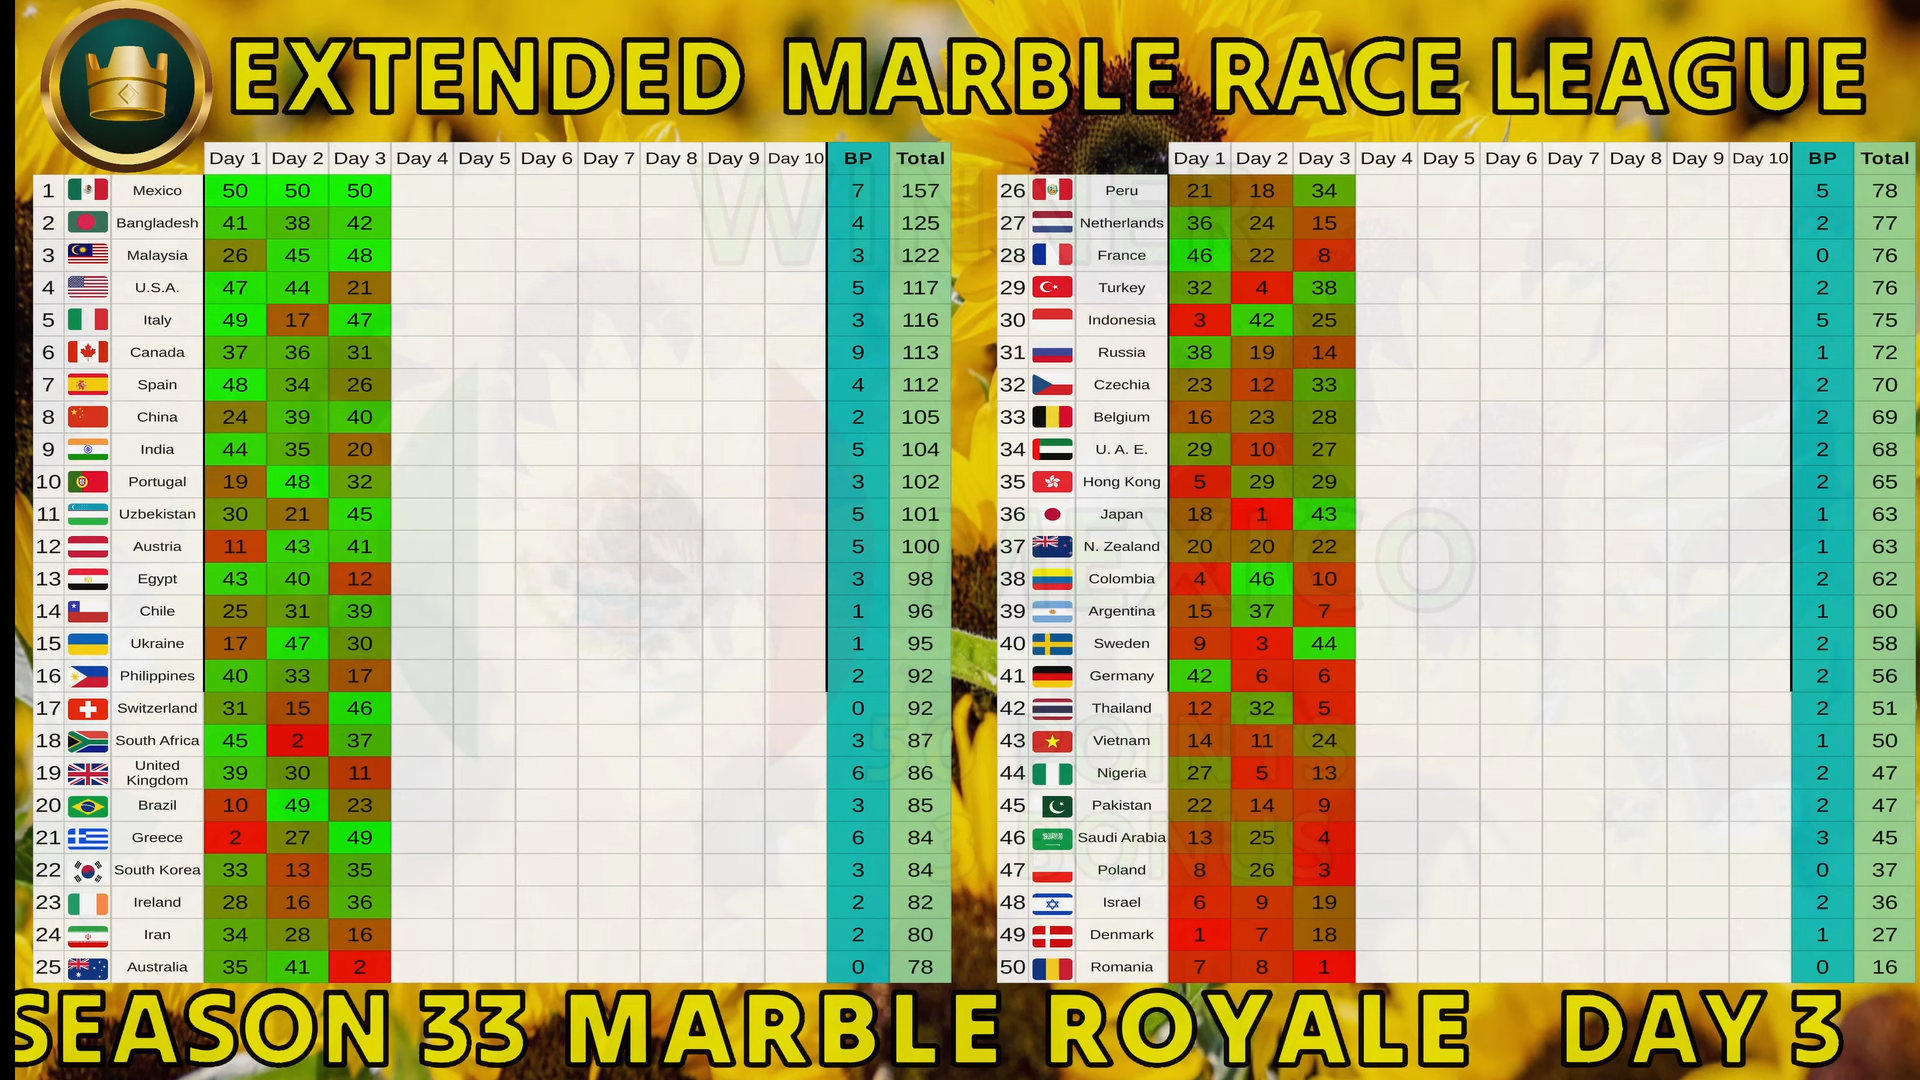 EXTENDED MARBLE RACE LEAGUE
Day 1 Day 2 Day 3 Day 4 Day 5 Day 6 Day 7 Day 8 Day 9 Day 10 BP Total
1 Mexico 50 50 50 7 157
2 Bangladesh 41 38 42 4 125
3 Malaysia 26 45 48 3 122
4 U.S.A. 47 44 21 5 117
5 Italy 49 17 47 3 116
6 Canada 37 36 31 9 113
7 Spain 48 34 26 4 112
8 China 24 39 40 2 105
9 India 44 35 20 5 104
10 Portugal 19 48 32 3 102
11 Uzbekistan 30 21 45 5 101
12 Austria 11 43 41 5 100
13 Egypt 43 40 12 3 98
14 Chile 25 31 39 1 96
15 Ukraine 17 47 30 1 95
16 Philippines 40 33 17 2 92
17 Switzerland 31 15 46 0 92
18 South Africa 45 2 37 3 87
19 United Kingdom 39 30 11 6 86
20 Brazil 10 49 23 3 85
21 Greece 2 27 49 6 84
22 South Korea 33 13 35 3 84
23 Ireland 28 16 36 2 82
24 Iran 34 28 16 2 80
25 Australia 35 41 2 0 78
Day 1 Day 2 Day 3 Day 4 Day 5 Day 6 Day 7 Day 8 Day 9 Day 10 BP Total
26 Peru 21 18 34 5 78
27 Netherlands 36 24 15 2 77
28 France 46 22 8 0 76
29 Turkey 32 4 38 2 76
30 Indonesia 3 42 25 5 75
31 Russia 38 19 14 1 72
32 Czechia 23 12 33 2 70
33 Belgium 16 23 28 2 69
34 U. A. E. 29 10 27 2 68
35 Hong Kong 5 29 29 2 65
36 Japan 18 1 43 1 63
37 N. Zealand 20 20 22 1 63
38 Colombia 4 46 10 2 62
39 Argentina 15 37 7 1 60
40 Sweden 9 3 44 2 58
41 Germany 42 6 6 2 56
42 Thailand 12 32 5 2 51
43 Vietnam 14 11 24 1 50
44 Nigeria 27 5 13 2 47
45 Pakistan 22 14 9 2 47
46 Saudi Arabia 13 25 4 3 45
47 Poland 8 26 3 0 37
48 Israel 6 9 19 2 36
49 Denmark 1 7 18 1 27
50 Romania 7 8 1 0 16
WINNER
MEXICO
50 POINTS
3 BONUS
SEASON 33 MARBLE ROYALE DAY 3